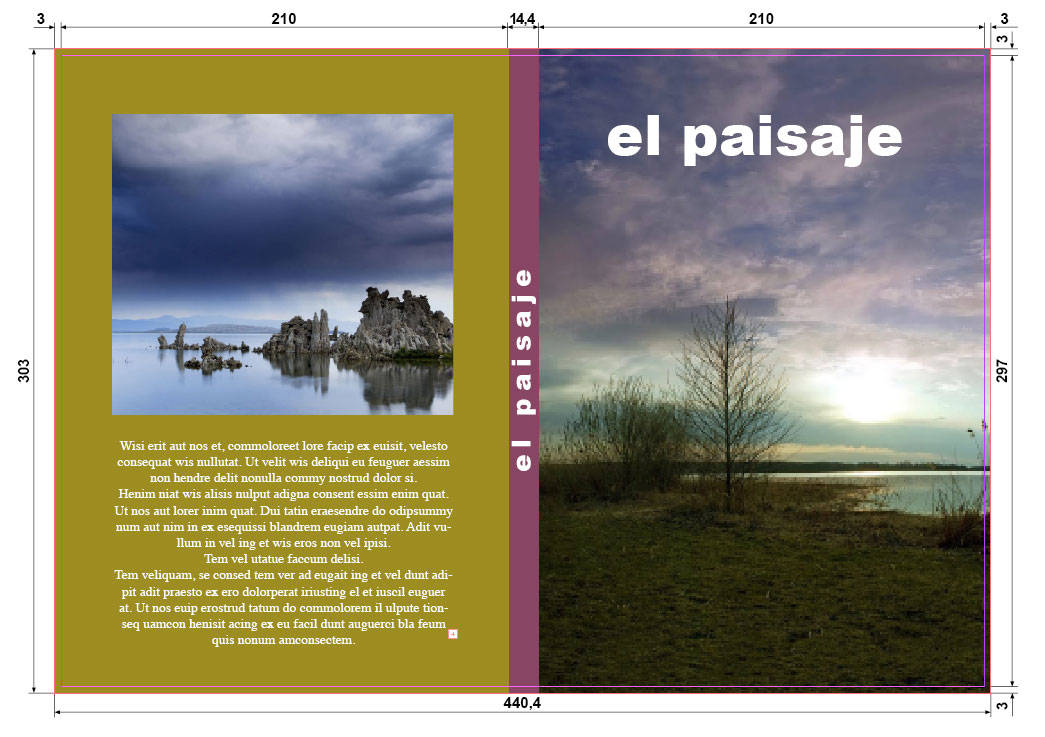 3
210
14,4
210
3
3
303
297
el paisaje
el paisaje
Wisi erit aut nos et, commoloreet lore facip ex euisit, velesto
consequat wis nullutat. Ut velit wis deliqui eu feuguer aessim
non hendre delit nonulla commy nostrud dolor si.
Henim niat wis alisis nulput adigna consent essim enim quat.
Ut nos aut lorer inim quat. Dui tatin eraesendre do odipsummy
num aut nim in ex esequissi blandrem eugiam autpat. Adit vu-
llum in vel ing et wis eros non vel ipisi.
Tem vel utatue faccum delisi.
Tem veliquam, se consed tem ver ad eugait ing et vel dunt adi-
pit adit praesto ex ero dolorperat iriusting el et iuscil euguer
at. Ut nos euip erostrud tatum do commolorem il ulpute tion-
seq uamcon henisit acing ex eu facil dunt auguerci bla feum
quis nonum amconsectem.
440,4
3